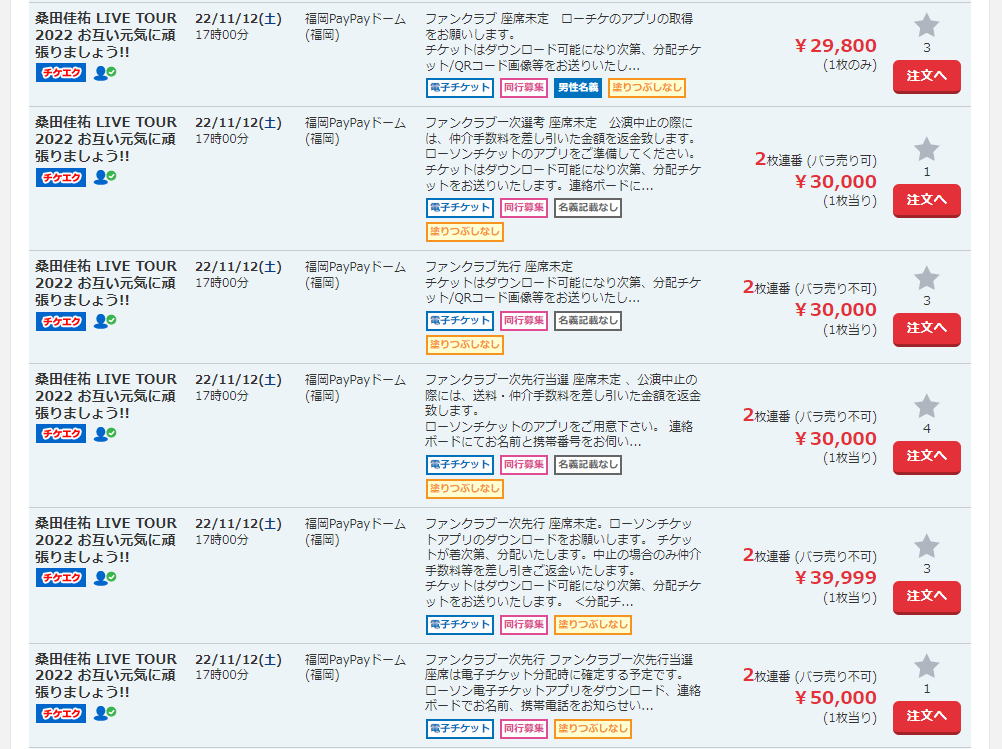 桑田佳祐 LIVE TOUR
2022 お互い元気に頑
張りましょう!!
チケエク
22/11/12(土)
17時00分
福岡PayPayドーム
(福岡)
ファンクラブ 座席未定　ローチケのアプリの取得
をお願いします。
チケットはダウンロード可能になり次第、分配チケ
ット/QRコード画像等をお送りいたし...
電子チケット 同行募集 男性名義 塗りつぶしなし
￥29,800
(1枚のみ)
3
注文へ
桑田佳祐 LIVE TOUR
2022 お互い元気に頑
張りましょう!!
チケエク
22/11/12(土)
17時00分
福岡PayPayドーム
(福岡)
ファンクラブ一次選考 座席未定　公演中止の際に
は、仲介手数料を差し引いた金額を返金致します。
ローソンチケットのアプリをご準備してください。
チケットはダウンロード可能になり次第、分配チケ
ットをお送りいたします。連絡ボードに...
電子チケット 同行募集 名義記載なし
塗りつぶしなし
2枚連番 (バラ売り可)
￥30,000
(1枚当り)
1
注文へ
桑田佳祐 LIVE TOUR
2022 お互い元気に頑
張りましょう!!
チケエク
22/11/12(土)
17時00分
福岡PayPayドーム
(福岡)
ファンクラブ先行 座席未定
チケットはダウンロード可能になり次第、分配チケ
ット/QRコード画像等をお送りいたし...
電子チケット 同行募集 名義記載なし
塗りつぶしなし
2枚連番 (バラ売り不可)
￥30,000
(1枚当り)
3
注文へ
桑田佳祐 LIVE TOUR
2022 お互い元気に頑
張りましょう!!
チケエク
22/11/12(土)
17時00分
福岡PayPayドーム
(福岡)
ファンクラブ一次先行当選 座席未定 、公演中止の
際には、送料・仲介手数料を差し引いた金額を返金
致します。
ローソンチケットのアプリをご用意下さい。 連絡
ボードにてお名前と携帯番号をお伺い...
電子チケット 同行募集 名義記載なし
塗りつぶしなし
2枚連番 (バラ売り不可)
￥30,000
(1枚当り)
4
注文へ
桑田佳祐 LIVE TOUR
2022 お互い元気に頑
張りましょう!!
チケエク
22/11/12(土)
17時00分
福岡PayPayドーム
(福岡)
ファンクラブ一次先行 座席未定。ローソンチケッ
トアプリのダウンロードをお願いします。 チケッ
トが着次第、分配いたします。中止の場合のみ仲介
手数料等を差し引きご返金いたします。
チケットはダウンロード可能になり次第、分配チケ
ットをお送りいたします。 ＜分配チ...
電子チケット 同行募集 塗りつぶしなし
2枚連番 (バラ売り不可)
￥39,999
(1枚当り)
3
注文へ
桑田佳祐 LIVE TOUR
2022 お互い元気に頑
張りましょう!!
チケエク
22/11/12(土)
17時00分
福岡PayPayドーム
(福岡)
ファンクラブ一次先行 ファンクラブ一次先行当選
座席は電子チケット分配時に確定する予定です。
ローソン電子チケットアプリをダウンロード、連絡
ボードでお名前、携帯電話をお知らせい...
電子チケット 同行募集 塗りつぶしなし
2枚連番 (バラ売り不可)
￥50,000
(1枚当り)
1
注文へ